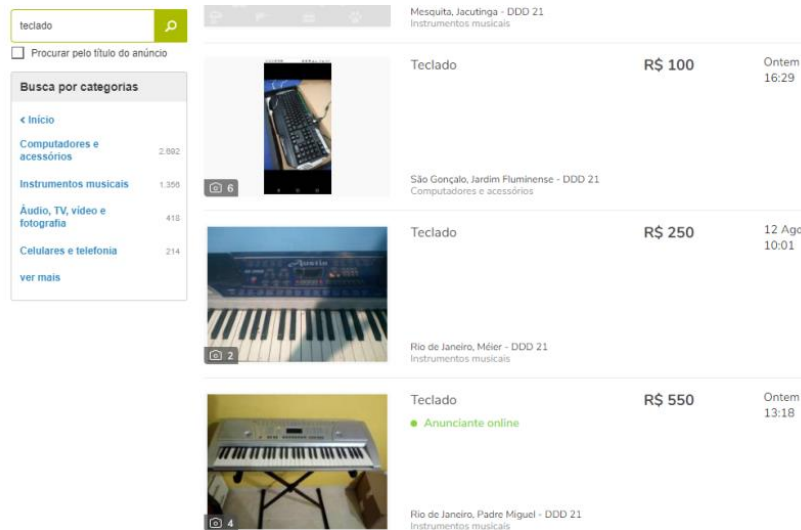 teclado
Procurar pelo título do anúncio
Busca por categorias
< Início
Computadores e
acessórios
2.692
Instrumentos musicais
1.356
Áudio, TV, vídeo e
fotografia
418
Celulares e telefonia
214
ver mais
Mesquita, Jacutinga - DDD 21
Instrumentos musicais
Teclado
R$ 100
Ontem
16:29
6
São Gonçalo, Jardim Fluminense - DDD 21
Computadores e acessórios
Teclado
R$ 250
12 Ago
10:01
Austin
2
Rio de Janeiro, Méier - DDD 21
Instrumentos musicais
Teclado
R$ 550
Ontem
13:18
Anunciante online
4
Rio de Janeiro, Padre Miguel - DDD 21
Instrumentos musicais